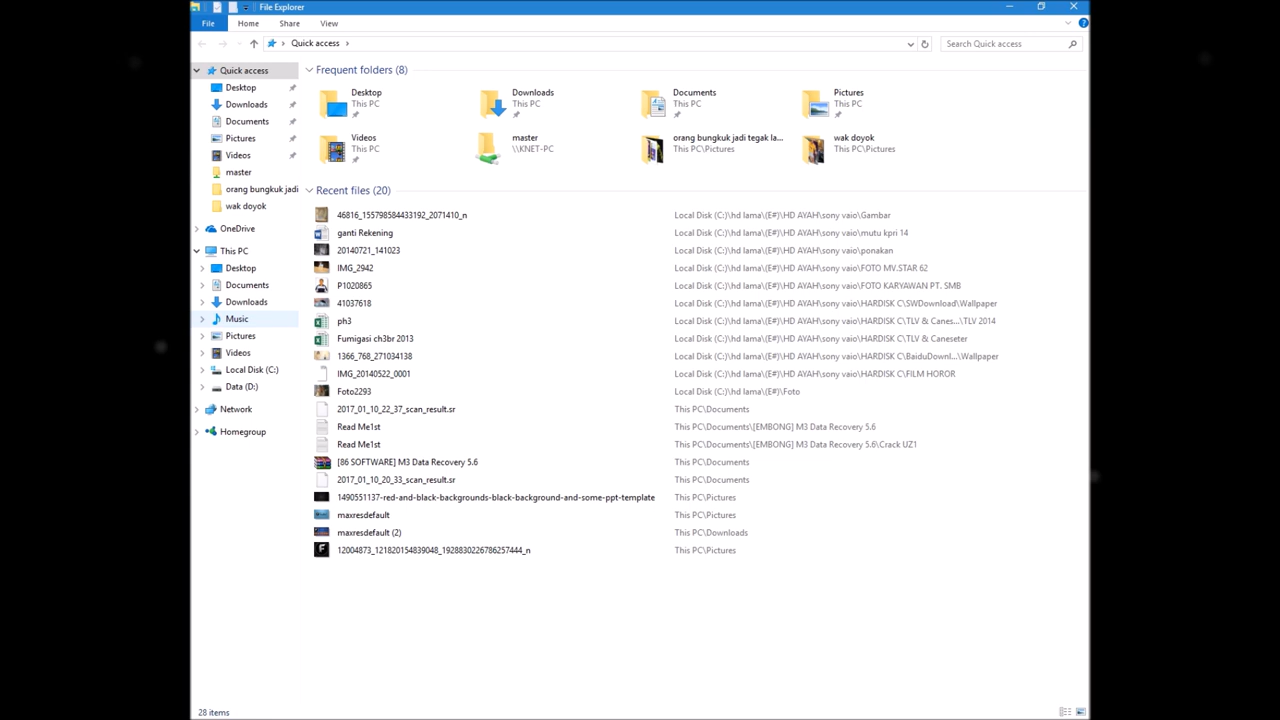 File Explorer
File Home Share View
Quick access
Search Quick access
Quick access
Desktop
Downloads
Documents
Pictures
Videos
master
orang bungkuk jadi
wak doyok
OneDrive
This PC
Desktop
Documents
Downloads
Music
Pictures
Videos
Local Disk (C:)
Data (D:)
Network
Homegroup
Frequent folders (8)
Desktop
This PC
Downloads
This PC
Documents
This PC
Pictures
This PC
Videos
This PC
master
\\KNET-PC
orang bungkuk jadi tegak la...
This PC\Pictures
wak doyok
This PC\Pictures
Recent files (20)
46816_155798584433192_2071410_n Local Disk (C:)\hd lama\(E#)\HD AYAH\sony vaio\Gambar
ganti Rekening Local Disk (C:)\hd lama\(E#)\HD AYAH\sony vaio\mutu kpri 14
20140721_141023 Local Disk (C:)\hd lama\(E#)\HD AYAH\sony vaio\ponakan
IMG_2942 Local Disk (C:)\hd lama\(E#)\HD AYAH\sony vaio\FOTO MV.STAR 62
P1020865 Local Disk (C:)\hd lama\(E#)\HD AYAH\sony vaio\FOTO KARYAWAN PT. SMB
41037618 Local Disk (C:)\hd lama\(E#)\HD AYAH\sony vaio\HARDISK C\SWDownload\Wallpaper
ph3 Local Disk (C:)\hd lama\(E#)\HD AYAH\sony vaio\HARDISK C\TLV & Canes...\TLV 2014
Fumigasi ch3br 2013 Local Disk (C:)\hd lama\(E#)\HD AYAH\sony vaio\HARDISK C\TLV & Caneseter
1366_768_271034138 Local Disk (C:)\hd lama\(E#)\HD AYAH\sony vaio\HARDISK C\BaiduDownl...\Wallpaper
IMG_20140522_0001 Local Disk (C:)\hd lama\(E#)\HD AYAH\sony vaio\HARDISK C\FILM HOROR
Foto2293 Local Disk (C:)\hd lama\(E#)\Foto
2017_01_10_22_37_scan_result.sr This PC\Documents
Read Me1st This PC\Documents\[EMBONG] M3 Data Recovery 5.6
Read Me1st This PC\Documents\[EMBONG] M3 Data Recovery 5.6\Crack UZ1
[86 SOFTWARE] M3 Data Recovery 5.6 This PC\Documents
2017_01_10_20_33_scan_result.sr This PC\Documents
1490551137-red-and-black-backgrounds-black-background-and-some-ppt-template This PC\Pictures
maxresdefault This PC\Pictures
maxresdefault (2) This PC\Downloads
12004873_121820154839048_1928830226786257444_n This PC\Pictures
28 items